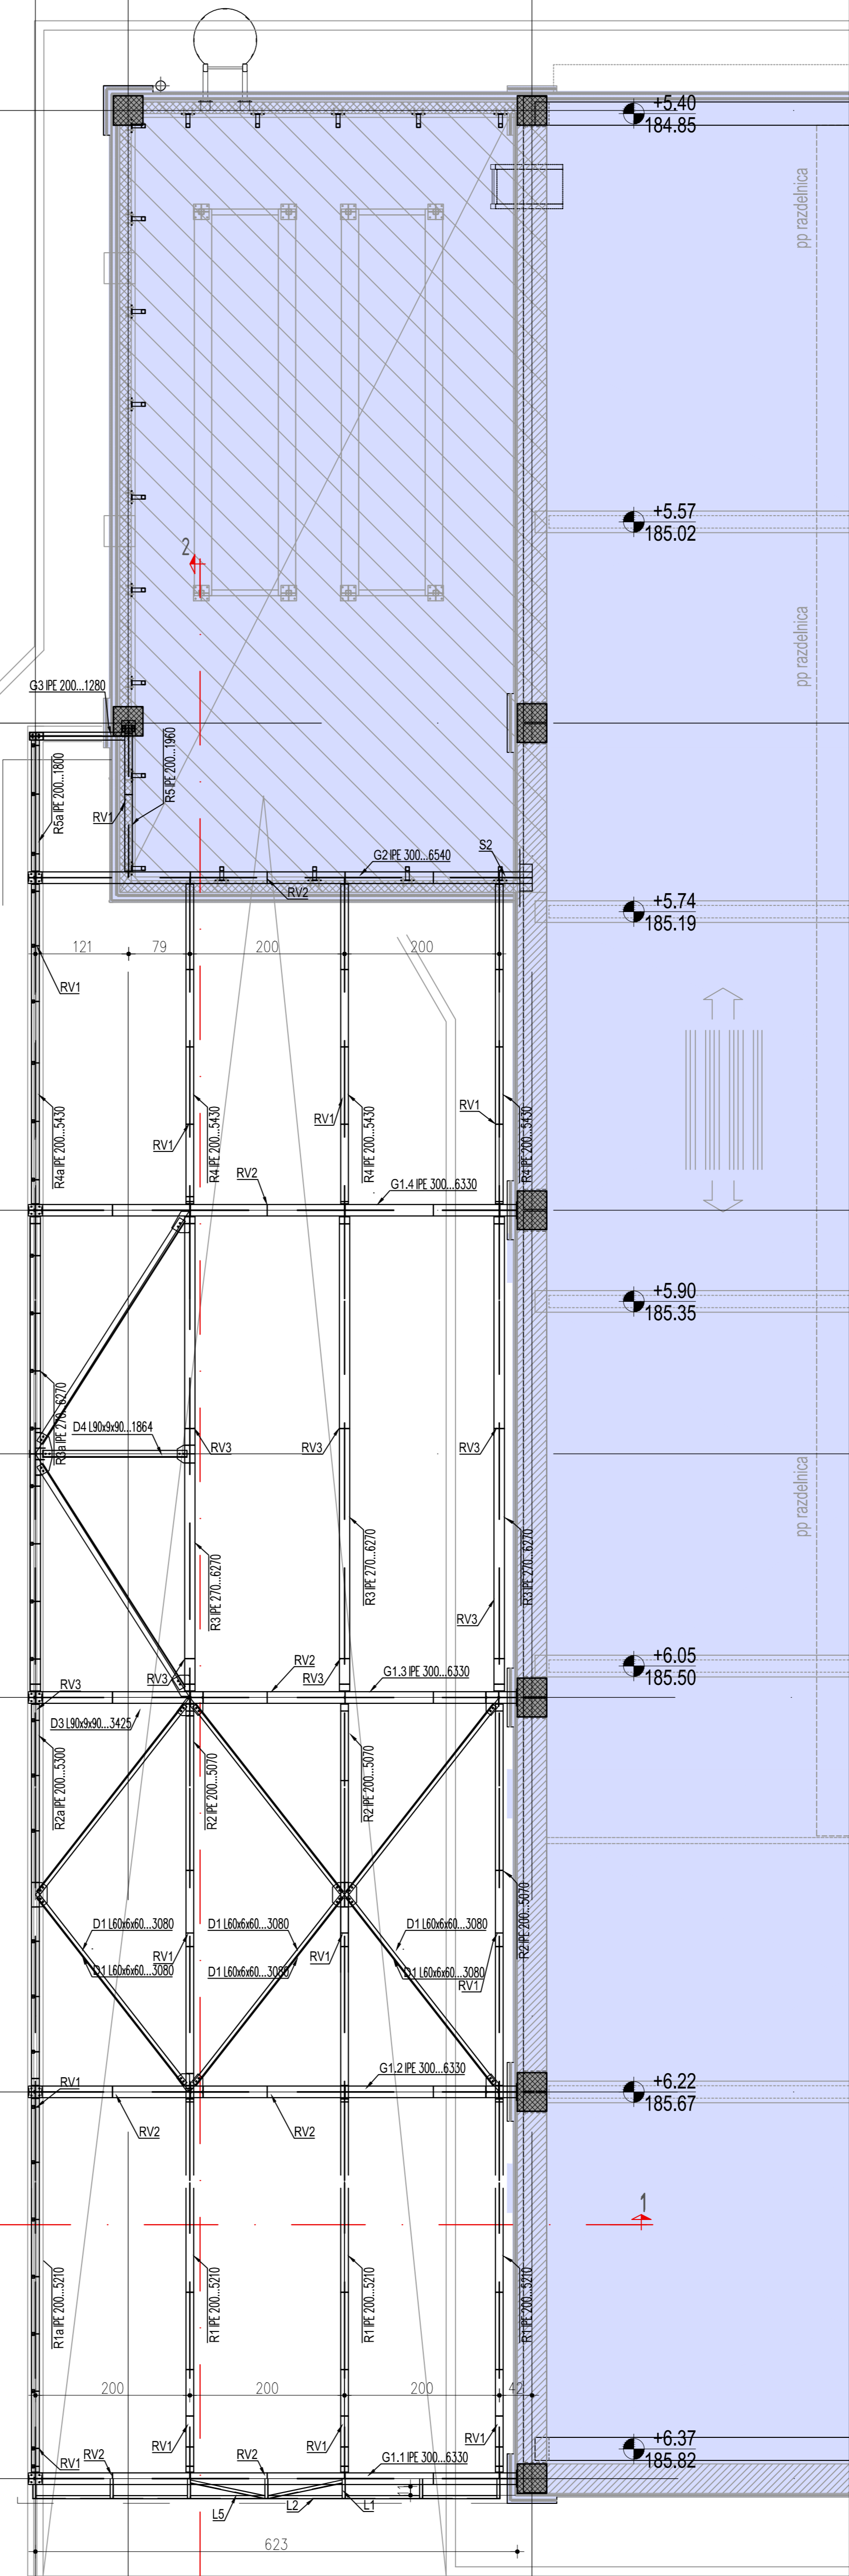 +5.40
184.85
pp razdelnica
+5.57
185.02
2
pp razdelnica
G3 IPE 200...1280
R5a IPE 200...1800
RV1
R5 IPE 200...1960
G2 IPE 300...6540
S2
RV2
+5.74
185.19
121
79
200
200
RV1
R4a IPE 200...5430
RV1
R4 IPE 200...5430
RV1
R4 IPE 200...5430
RV1
R4 IPE 200...5430
RV2
G1.4 IPE 300...6330
+5.90
185.35
R3a IPE 270...6270
D4 L90x9x90...1864
RV3
RV3
RV3
pp razdelnica
R3 IPE 270...6270
R3 IPE 270...6270
R3 IPE 270...6270
RV3
RV2
RV3
RV3
G1.3 IPE 300...6330
+6.05
185.50
RV3
D3 L90x9x90...3425
R2a IPE 200...5300
R2 IPE 200...5070
R2 IPE 200...5070
R2 IPE 200...5070
D1 L60x6x60...3080
D1 L60x6x60...3080
D1 L60x6x60...3080
RV1
RV1
D1 L60x6x60...3080
D1 L60x6x60...3080
D1 L60x6x60...3080
RV1
G1.2 IPE 300...6330
+6.22
185.67
RV1
RV2
RV2
1
R1a IPE 200...5210
R1 IPE 200...5210
R1 IPE 200...5210
R1 IPE 200...5210
200
200
200
42
RV1
RV1
RV1
+6.37
185.82
RV1
RV2
RV2
G1.1 IPE 300...6330
11
L5
L2
L1
623